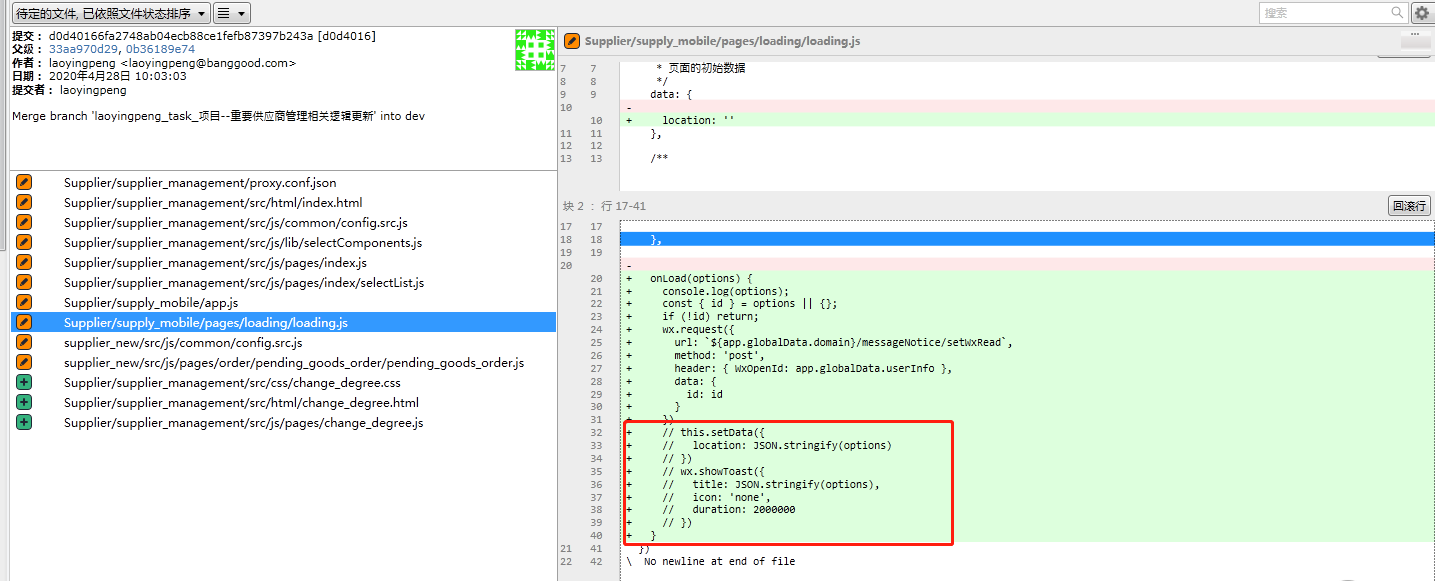 待定的文件, 已依照文件状态排序
搜索
提交： d0d40166fa2748ab04ecb88ce1fefb87397b243a [d0d4016]
父级： 33aa970d29, 0b36189e74
作者： laoyingpeng <laoyingpeng@banggood.com>
日期： 2020年4月28日 10:03:03
提交者： laoyingpeng
Merge branch 'laoyingpeng_task_项目--重要供应商管理相关逻辑更新' into dev
Supplier/supplier_management/proxy.conf.json
Supplier/supplier_management/src/html/index.html
Supplier/supplier_management/src/js/common/config.src.js
Supplier/supplier_management/src/js/lib/selectComponents.js
Supplier/supplier_management/src/js/pages/index.js
Supplier/supplier_management/src/js/pages/index/selectList.js
Supplier/supply_mobile/app.js
Supplier/supply_mobile/pages/loading/loading.js
supplier_new/src/js/common/config.src.js
supplier_new/src/js/pages/order/pending_goods_order/pending_goods_order.js
Supplier/supplier_management/src/css/change_degree.css
Supplier/supplier_management/src/html/change_degree.html
Supplier/supplier_management/src/js/pages/change_degree.js
Supplier/supply_mobile/pages/loading/loading.js
7 7 * 页面的初始数据
8 8 */
9 9 data: {
10 -
10 + location: ''
11 11 },
12 12
13 13 /**
块 2 ： 行 17-41
回滚行
17 17
18 18 },
19 19
20 -
20 + onLoad(options) {
21 + console.log(options);
22 + const { id } = options || {};
23 + if (!id) return;
24 + wx.request({
25 + url: `${app.globalData.domain}/messageNotice/setWxRead`,
26 + method: 'post',
27 + header: { WxOpenId: app.globalData.userInfo },
28 + data: {
29 + id: id
30 + }
31 + })
32 + // this.setData({
33 + // location: JSON.stringify(options)
34 + // })
35 + // wx.showToast({
36 + // title: JSON.stringify(options),
37 + // icon: 'none',
38 + // duration: 2000000
39 + // })
40 + }
21 41 })
22 42 \ No newline at end of file